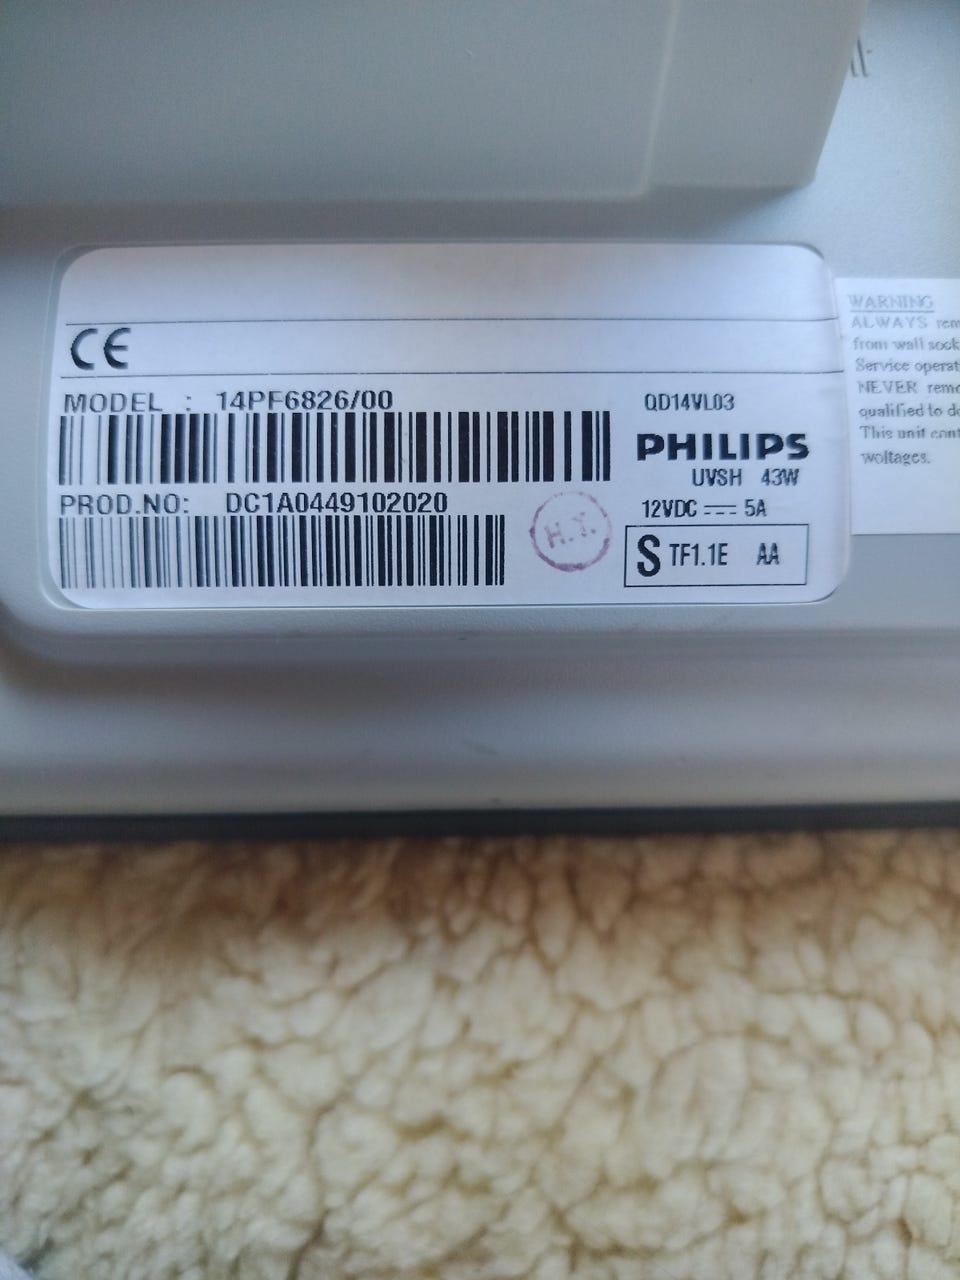 CE
MODEL : 14PF6826/00
QD14VL03
PHILIPS
UVSH 43W
PROD.NO: DC1A0449102020
12VDC 5A
H.Y.
S TF1.1E AA
WARNING
ALWAYS
from wall
Service
NEVER
qualified to
This unit
woltages.